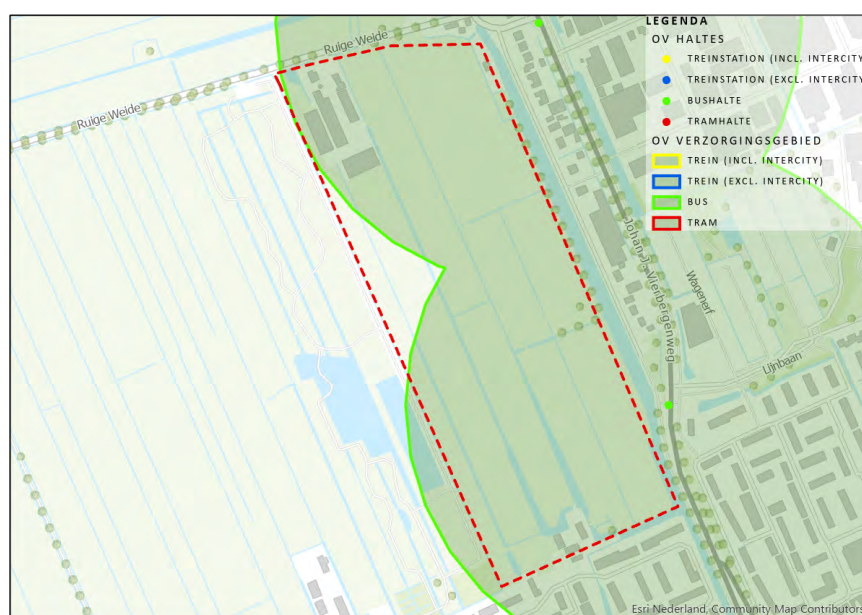 Ruige Weide
Ruige Weide
Johan J. Vierbergenweg
Wagenerf
Lijnbaan
LEGENDA
OV HALTES
TREINSTATION (INCL. INTERCITY
TREINSTATION (EXCL. INTERCITY
BUSHALTE
TRAMHALTE
OV VERZORGINGSGEBIED
TREIN (INCL. INTERCITY)
TREIN (EXCL. INTERCITY)
BUS
TRAM
Esri Nederland, Community Map Contributors